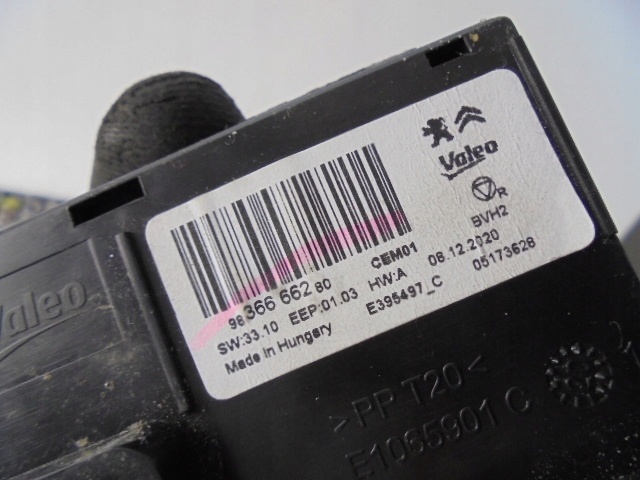 Valeo
R
BVH2
98 366 662 80 CEM01 08.12.2020
SW:33.10 EEP:01.03 HW:A 05173628
Made in Hungary E395497_C
Valeo
>PP T20<
E1065901 C